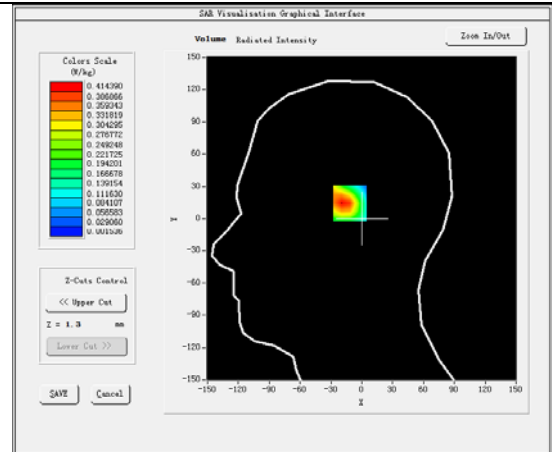 SAR Visualisation Graphical Interface
Volume Radiated Intensity
Zoom In/Out
Colors Scale
(W/kg)
0.414390
0.386866
0.359343
0.331819
0.304295
0.276772
0.249248
0.221725
0.194201
0.166678
0.139154
0.111630
0.084107
0.056583
0.029060
0.001536
Z-Cuts Control
<< Upper Cut
Z = 1.3 mm
Lower Cut >>
SAVE Cancel
150
120
90
60
30
Y 0
-30
-60
-90
-120
-150
-150 -120 -90 -60 -30 0 30 60 90 120 150
X